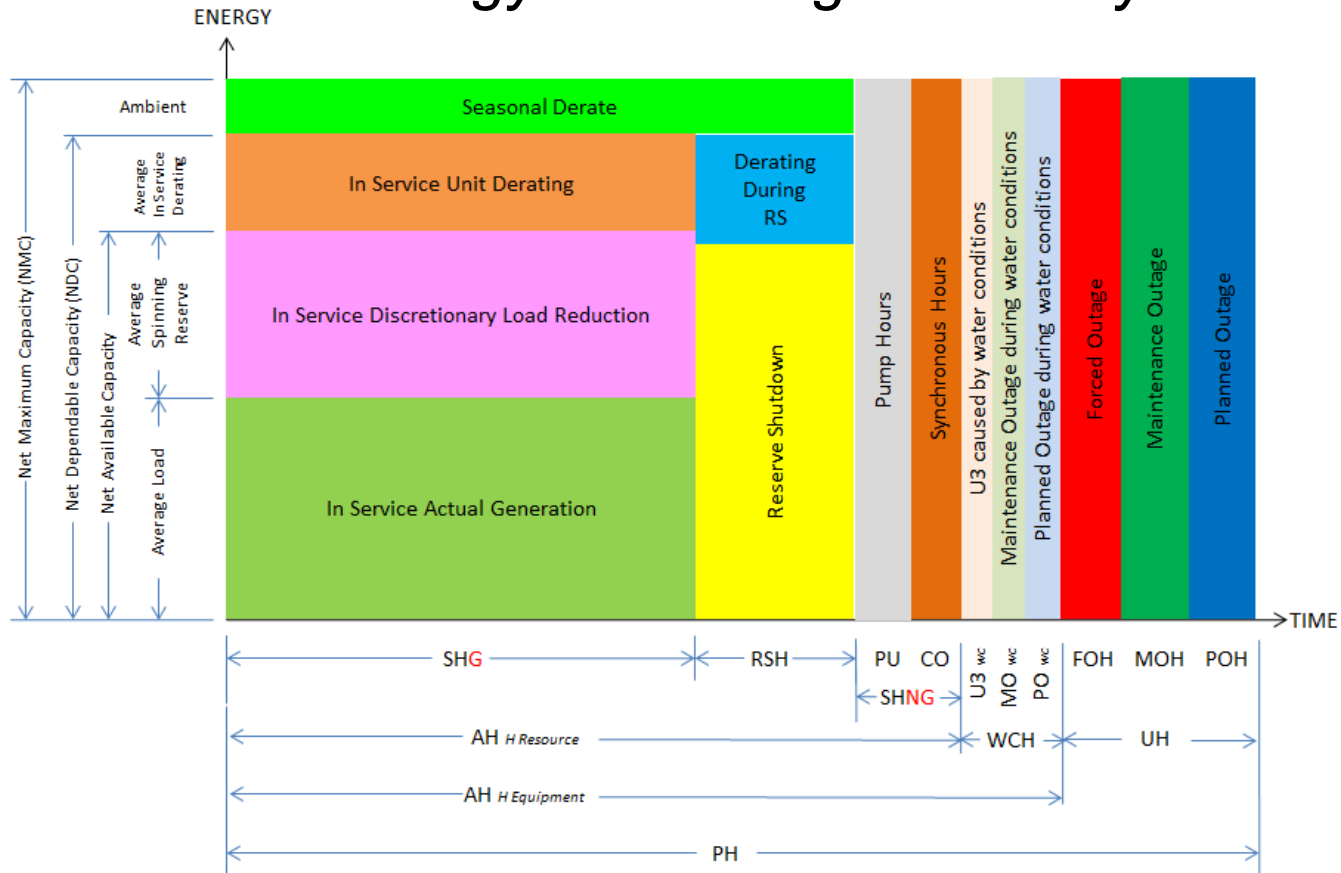 ENERGY
Ambient
Seasonal Derate
Average
In Service
Derating
In Service Unit Derating
Derating
During
RS
Net Maximum Capacity (NMC)
Net Dependable Capacity (NDC)
Net Available Capacity
Average
Spinning
Reserve
In Service Discretionary Load Reduction
Average Load
In Service Actual Generation
Reserve Shutdown
Pump Hours
Synchronous Hours
U3 caused by water conditions
Maintenance Outage during water conditions
Planned Outage during water conditions
Forced Outage
Maintenance Outage
Planned Outage
TIME
SHG
RSH
PU
CO
U3 wc
MO wc
PO wc
FOH
MOH
POH
SHNG
AH H Resource
WCH
UH
AH H Equipment
PH